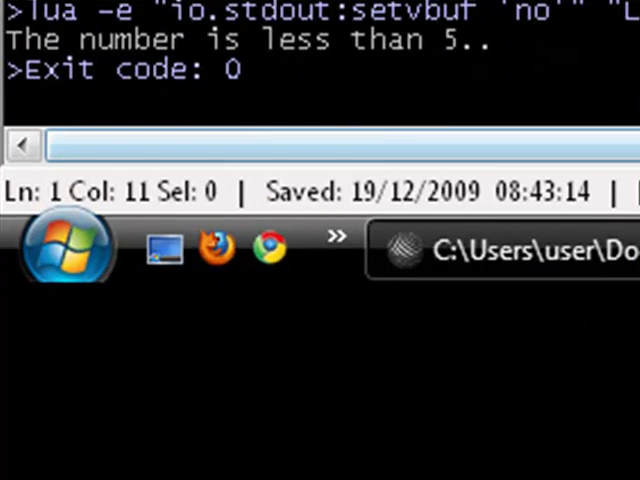 >lua -e "io.stdout:setvbuf 'no'" "L
The number is less than 5..
>Exit code: 0
Ln: 1 Col: 11 Sel: 0 | Saved: 19/12/2009 08:43:14 |
C:\Users\user\Do